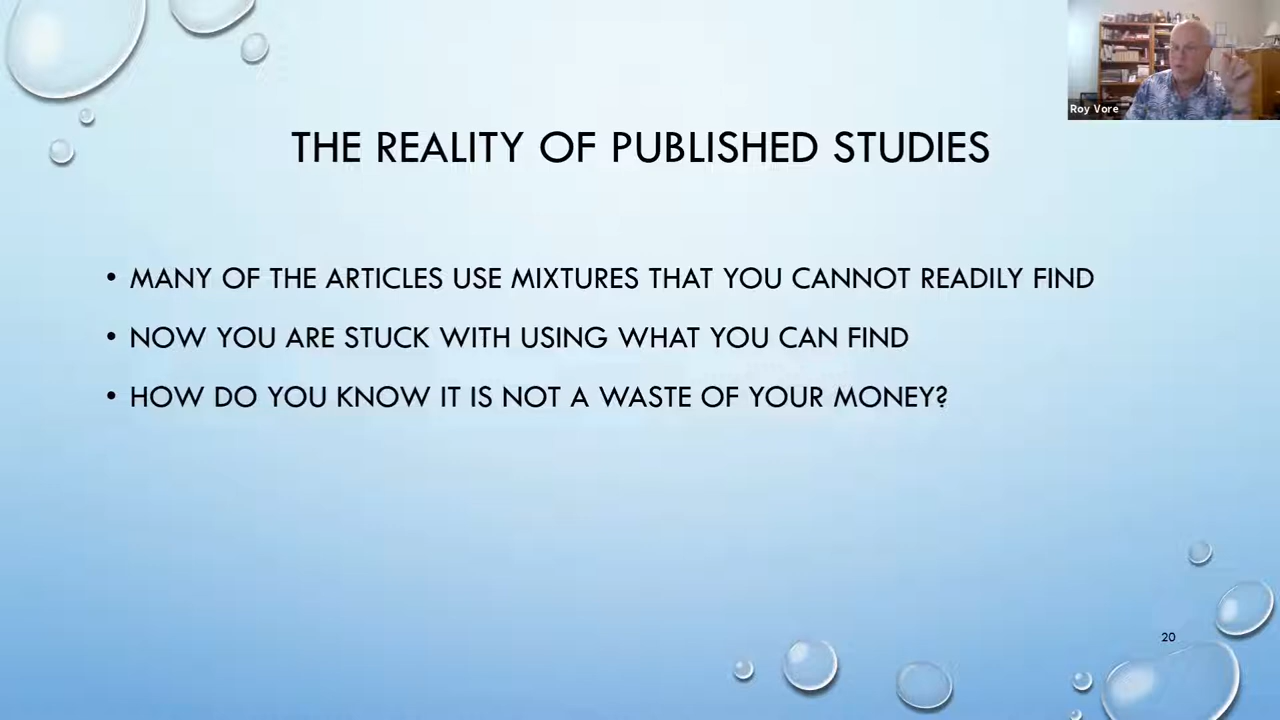 Roy Vore
THE REALITY OF PUBLISHED STUDIES
• MANY OF THE ARTICLES USE MIXTURES THAT YOU CANNOT READILY FIND
• NOW YOU ARE STUCK WITH USING WHAT YOU CAN FIND
• HOW DO YOU KNOW IT IS NOT A WASTE OF YOUR MONEY?
20